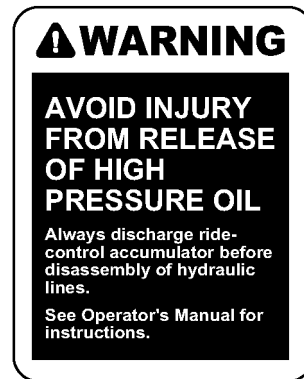 WARNING
AVOID INJURY
FROM RELEASE
OF HIGH
PRESSURE OIL
Always discharge ride-
control accumulator before
disassembly of hydraulic
lines.
See Operator's Manual for
instructions.